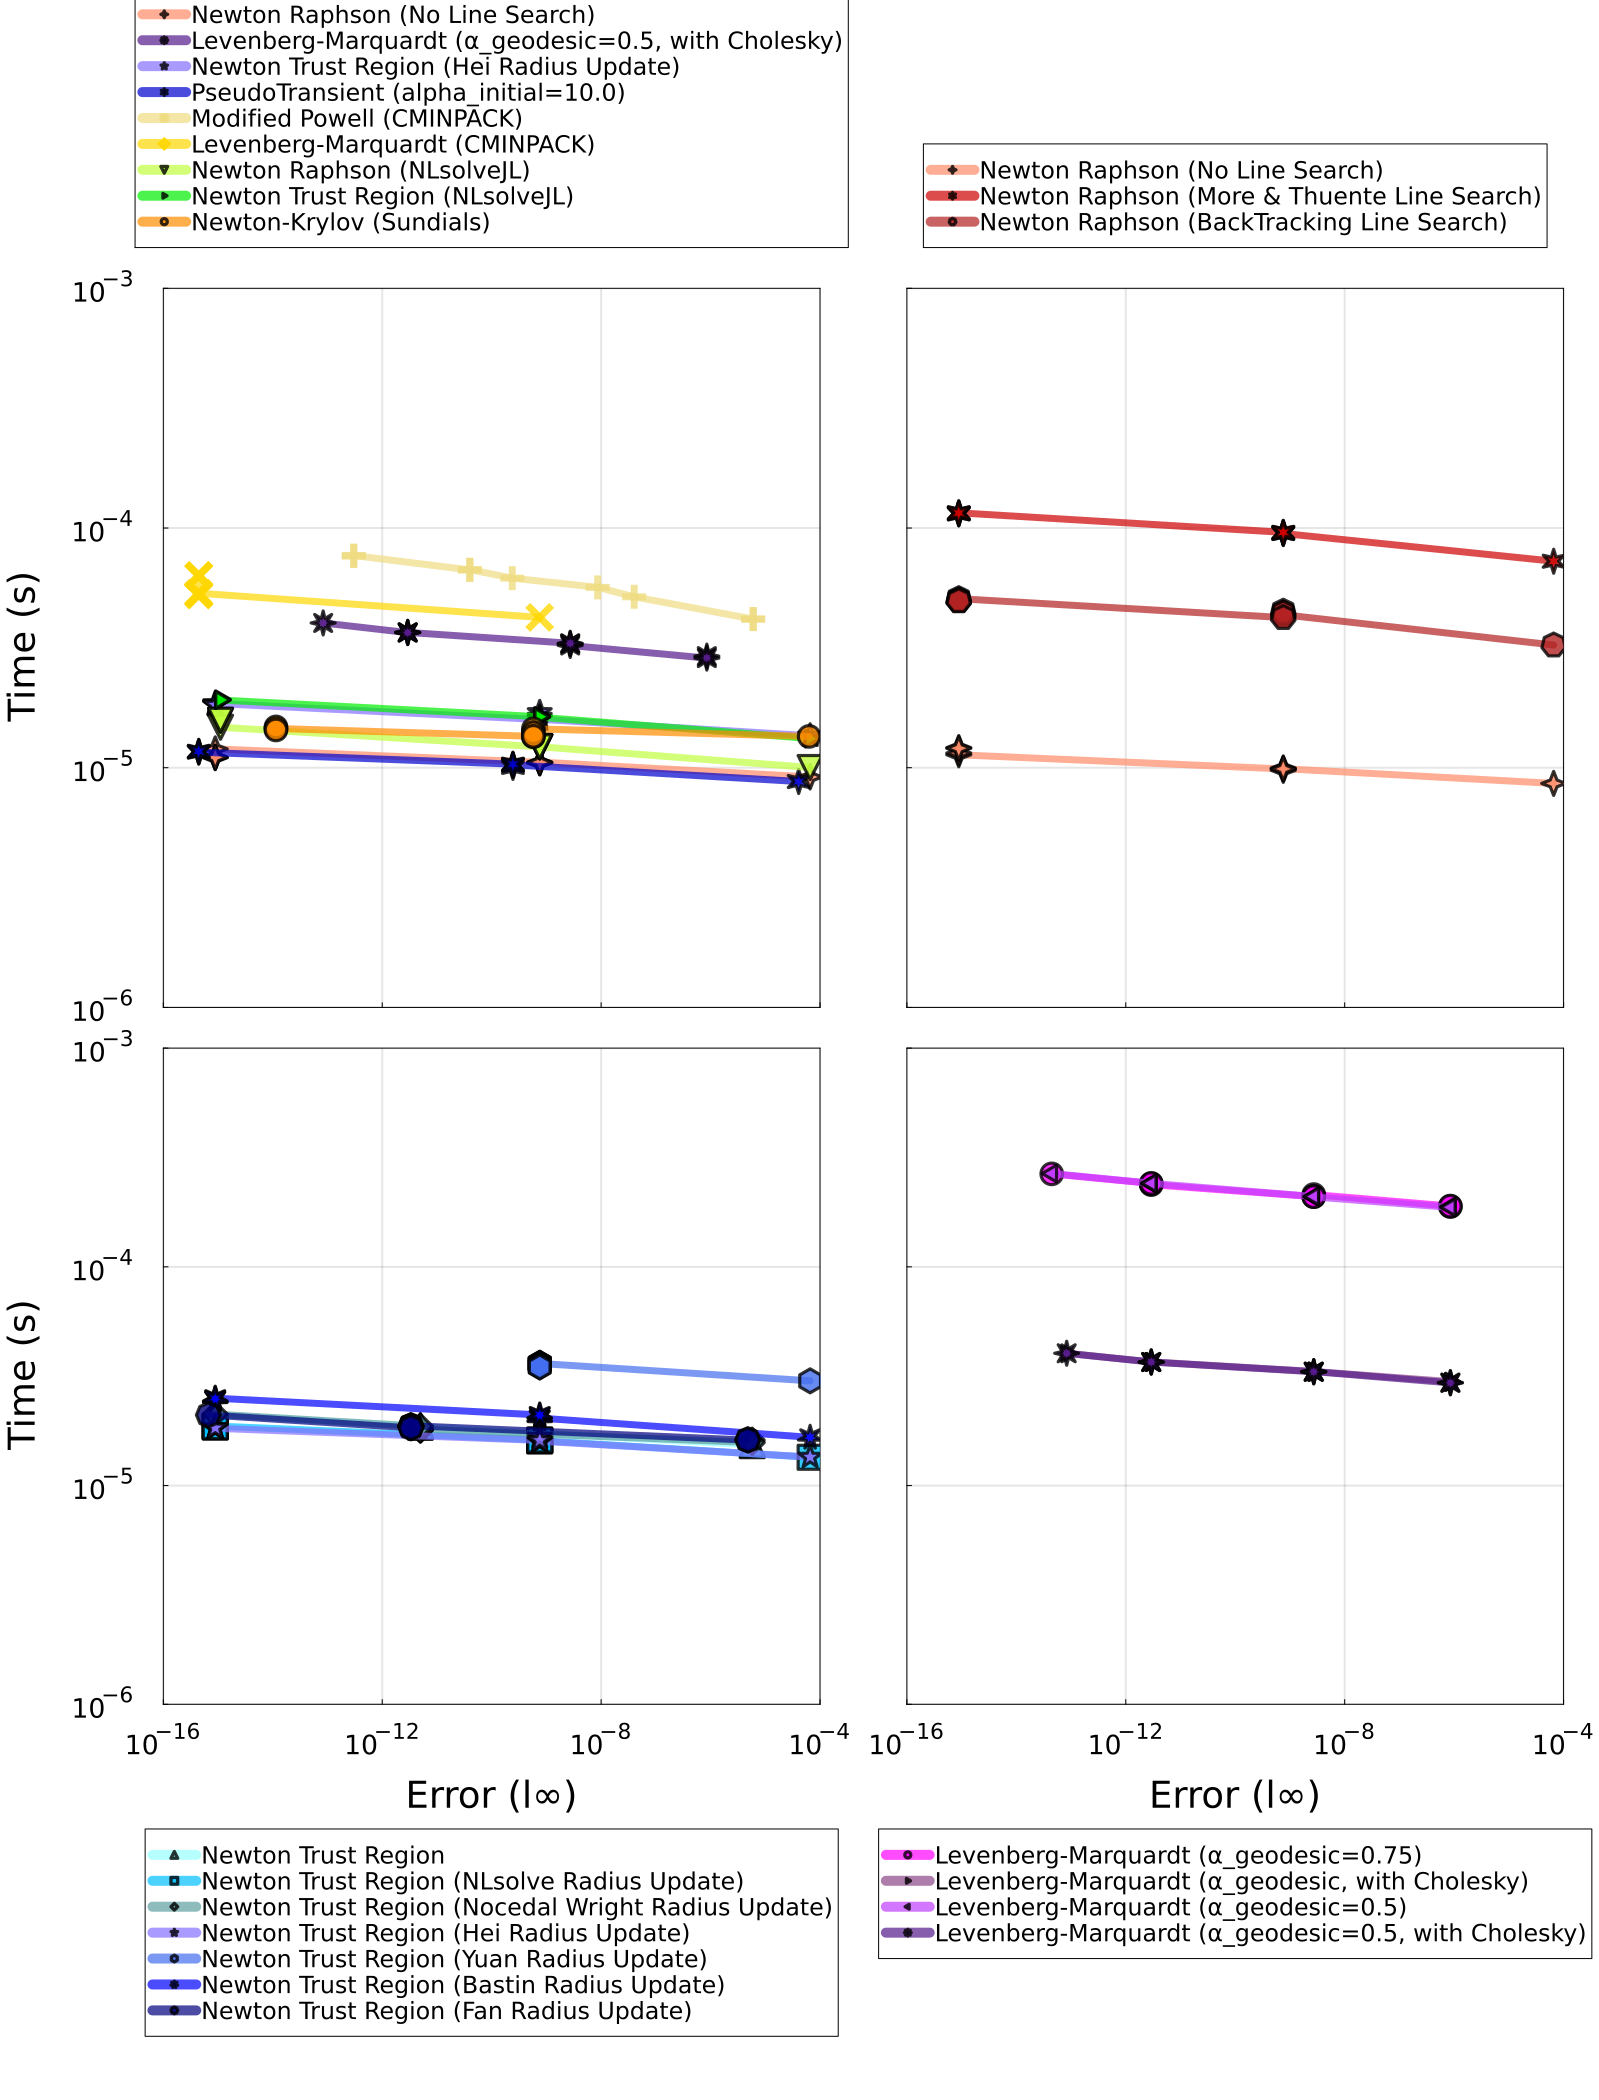 Newton Raphson (No Line Search)
Levenberg-Marquardt (α_geodesic=0.5, with Cholesky)
Newton Trust Region (Hei Radius Update)
PseudoTransient (alpha_initial=10.0)
Modified Powell (CMINPACK)
Levenberg-Marquardt (CMINPACK)
Newton Raphson (NLsolveJL)
Newton Trust Region (NLsolveJL)
Newton-Krylov (Sundials)
Newton Raphson (No Line Search)
Newton Raphson (More & Thuente Line Search)
Newton Raphson (BackTracking Line Search)
10⁻³
10⁻⁴
10⁻⁵
10⁻⁶
Time (s)
10⁻³
10⁻⁴
10⁻⁵
10⁻⁶
Time (s)
10⁻¹⁶ 10⁻¹² 10⁻⁸ 10⁻⁴
Error (l∞)
10⁻¹⁶ 10⁻¹² 10⁻⁸ 10⁻⁴
Error (l∞)
Newton Trust Region
Newton Trust Region (NLsolve Radius Update)
Newton Trust Region (Nocedal Wright Radius Update)
Newton Trust Region (Hei Radius Update)
Newton Trust Region (Yuan Radius Update)
Newton Trust Region (Bastin Radius Update)
Newton Trust Region (Fan Radius Update)
Levenberg-Marquardt (α_geodesic=0.75)
Levenberg-Marquardt (α_geodesic, with Cholesky)
Levenberg-Marquardt (α_geodesic=0.5)
Levenberg-Marquardt (α_geodesic=0.5, with Cholesky)